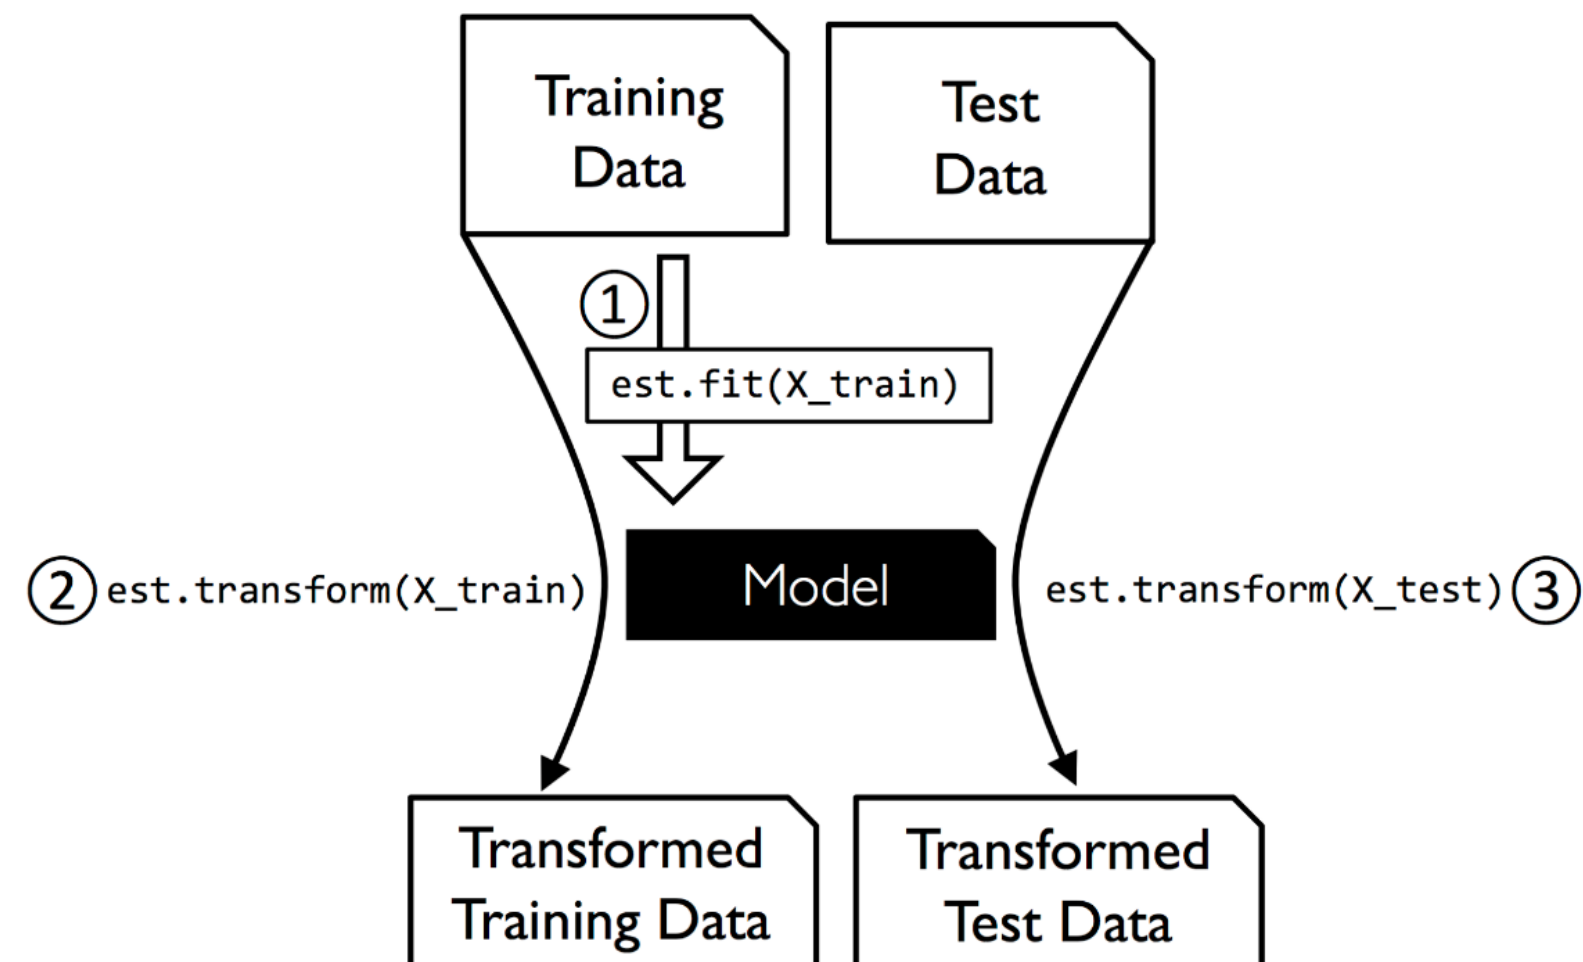 Training
Data
Test
Data
①
est.fit(X_train)
② est.transform(X_train)
Model
est.transform(X_test) ③
Transformed
Training Data
Transformed
Test Data